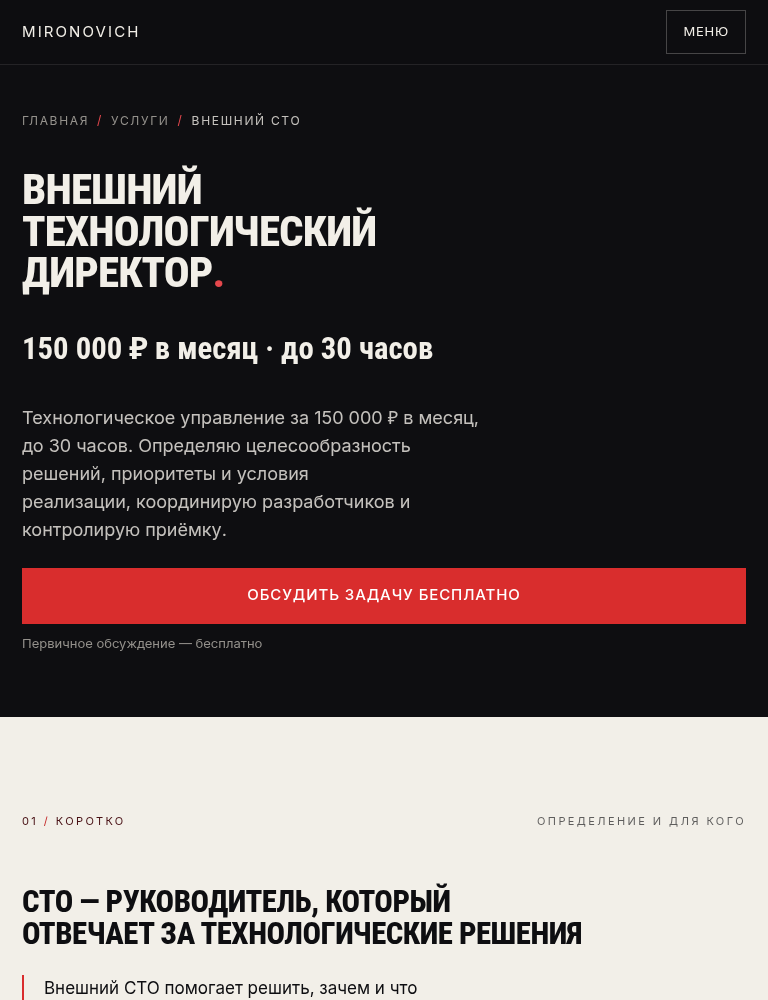 MIRONOVICH
МЕНЮ
ГЛАВНАЯ / УСЛУГИ / ВНЕШНИЙ CTO
ВНЕШНИЙ
ТЕХНОЛОГИЧЕСКИЙ
ДИРЕКТОР.
150 000 ₽ в месяц · до 30 часов
Технологическое управление за 150 000 ₽ в месяц,
до 30 часов. Определяю целесообразность
решений, приоритеты и условия
реализации, координирую разработчиков и
контролирую приёмку.
ОБСУДИТЬ ЗАДАЧУ БЕСПЛАТНО
Первичное обсуждение — бесплатно
01 / КОРОТКО
ОПРЕДЕЛЕНИЕ И ДЛЯ КОГО
CTO — РУКОВОДИТЕЛЬ, КОТОРЫЙ
ОТВЕЧАЕТ ЗА ТЕХНОЛОГИЧЕСКИЕ РЕШЕНИЯ
Внешний CTO помогает решить, зачем и что